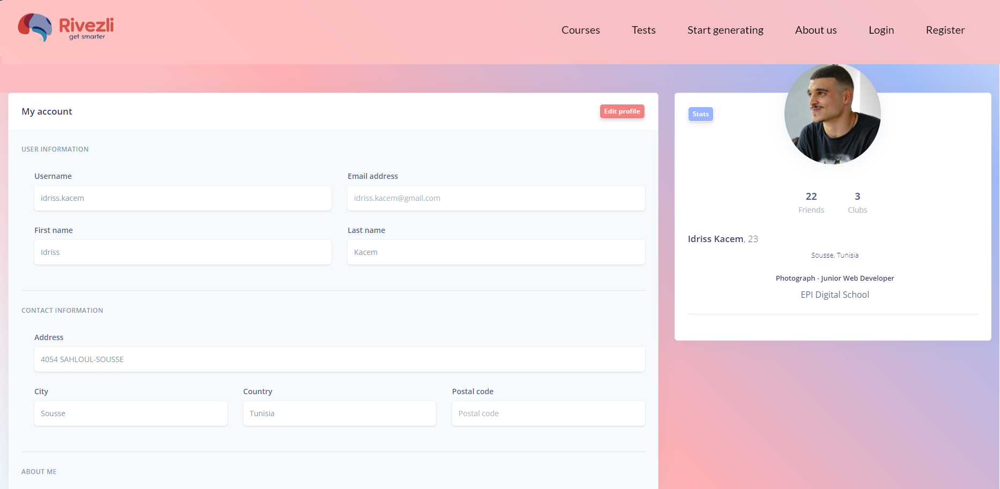 Rivezli
get smarter
Courses Tests Start generating About us Login Register
My account
Edit profile
USER INFORMATION
Username Email address
idriss.kacem idriss.kacem@gmail.com
First name Last name
Idriss Kacem
CONTACT INFORMATION
Address
4054 SAHLOUL-SOUSSE
City Country Postal code
Sousse Tunisia Postal code
ABOUT ME
Stats
22 3
Friends Clubs
Idriss Kacem, 23
Sousse, Tunisia
Photograph - Junior Web Developer
EPI Digital School